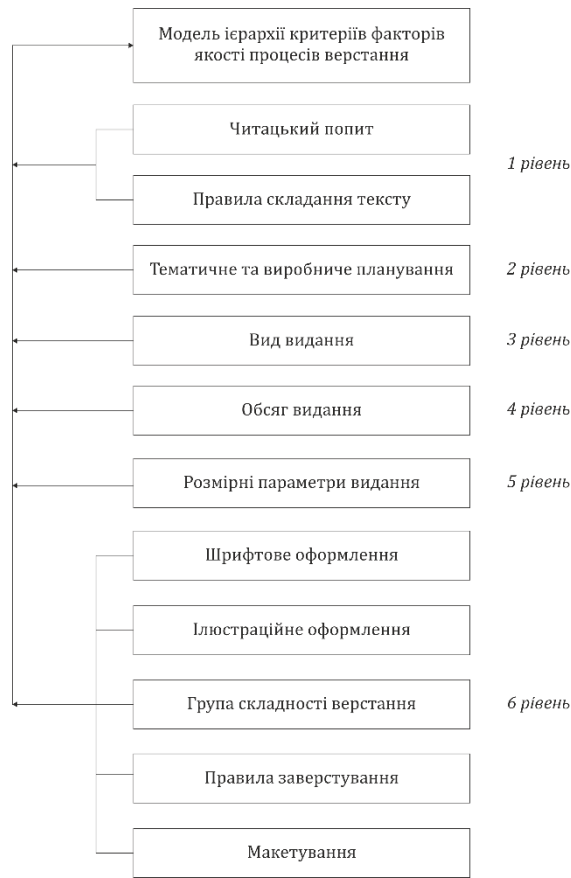 Модель ієрархії критеріїв факторів
якості процесів верстання
Читацький попит
1 рівень
Правила складання тексту
Тематичне та виробниче планування
2 рівень
Вид видання
3 рівень
Обсяг видання
4 рівень
Розмірні параметри видання
5 рівень
Шрифтове оформлення
Ілюстраційне оформлення
Група складності верстання
6 рівень
Правила заверстування
Макетування